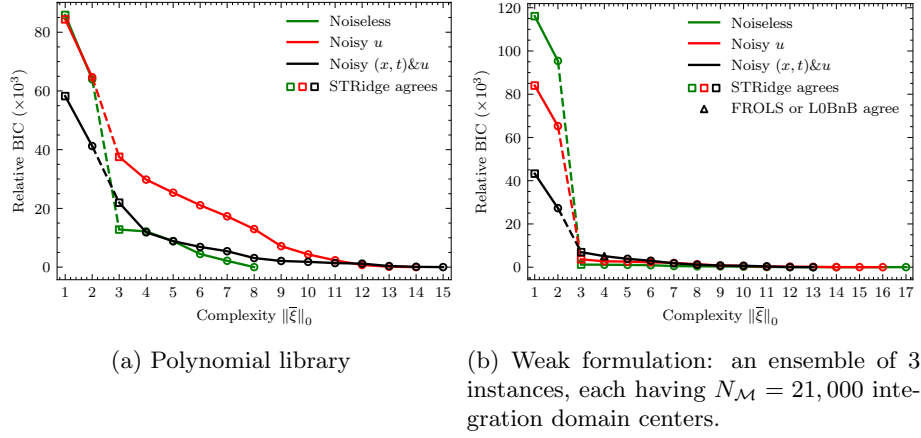 Relative BIC (×10³)
80
60
40
20
0
1 2 3 4 5 6 7 8 9 10 11 12 13 14 15
Complexity ‖ξ̅‖₀
Noiseless
Noisy u
Noisy (x, t)&u
STRidge agrees
(a) Polynomial library
Relative BIC (×10³)
120
100
80
60
40
20
0
1 2 3 4 5 6 7 8 9 10 11 12 13 14 15 16 17
Complexity ‖ξ̅‖₀
Noiseless
Noisy u
Noisy (x, t)&u
STRidge agrees
FROLS or L0BnB agree
(b) Weak formulation: an ensemble of 3
instances, each having N_ℳ = 21,000 inte-
gration domain centers.